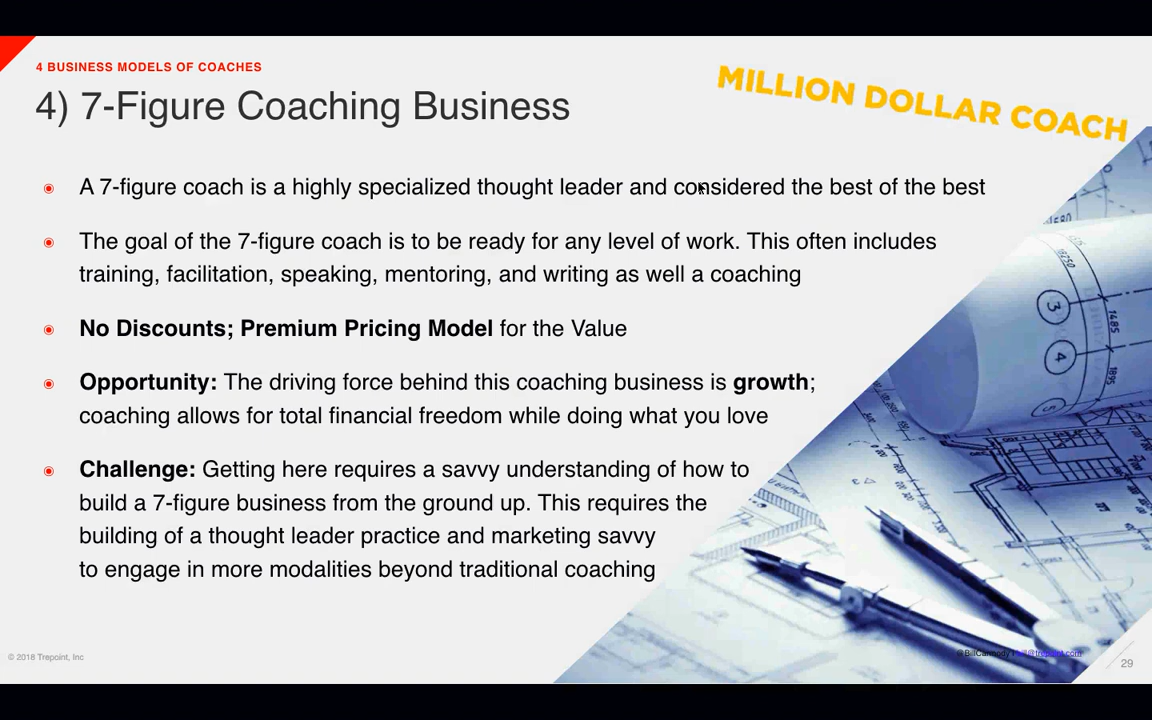 4 BUSINESS MODELS OF COACHES
4) 7-Figure Coaching Business
MILLION DOLLAR COACH
A 7-figure coach is a highly specialized thought leader and considered the best of the best
The goal of the 7-figure coach is to be ready for any level of work. This often includes
training, facilitation, speaking, mentoring, and writing as well a coaching
No Discounts; Premium Pricing Model for the Value
Opportunity: The driving force behind this coaching business is growth;
coaching allows for total financial freedom while doing what you love
Challenge: Getting here requires a savvy understanding of how to
build a 7-figure business from the ground up. This requires the
building of a thought leader practice and marketing savvy
to engage in more modalities beyond traditional coaching
3
1485
4
1895
© 2018 Trepoint, Inc
@BillCarmody
29